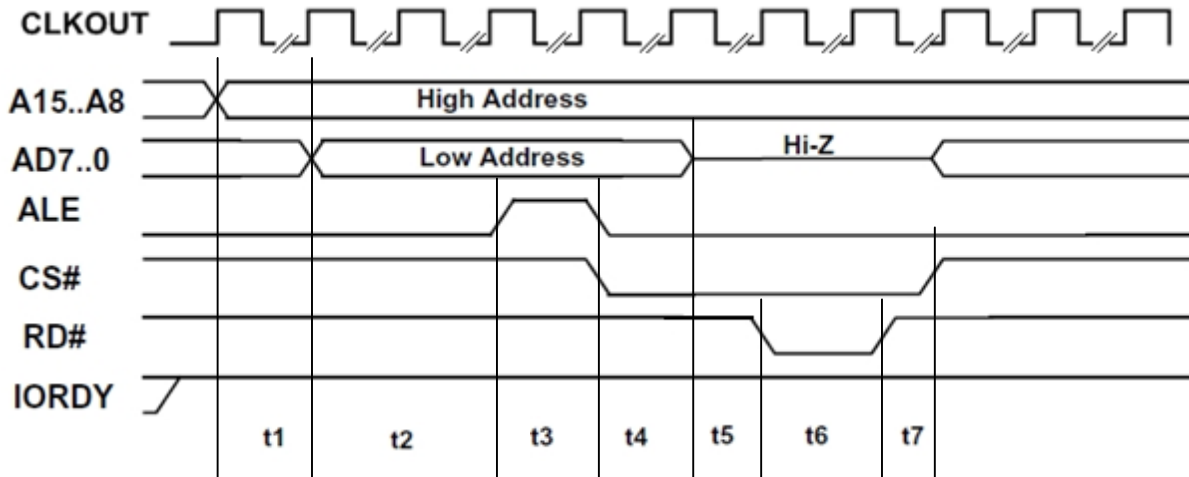 CLKOUT
A15..A8 High Address
AD7..0 Low Address Hi-Z
ALE
CS#
RD#
IORDY
t1 t2 t3 t4 t5 t6 t7